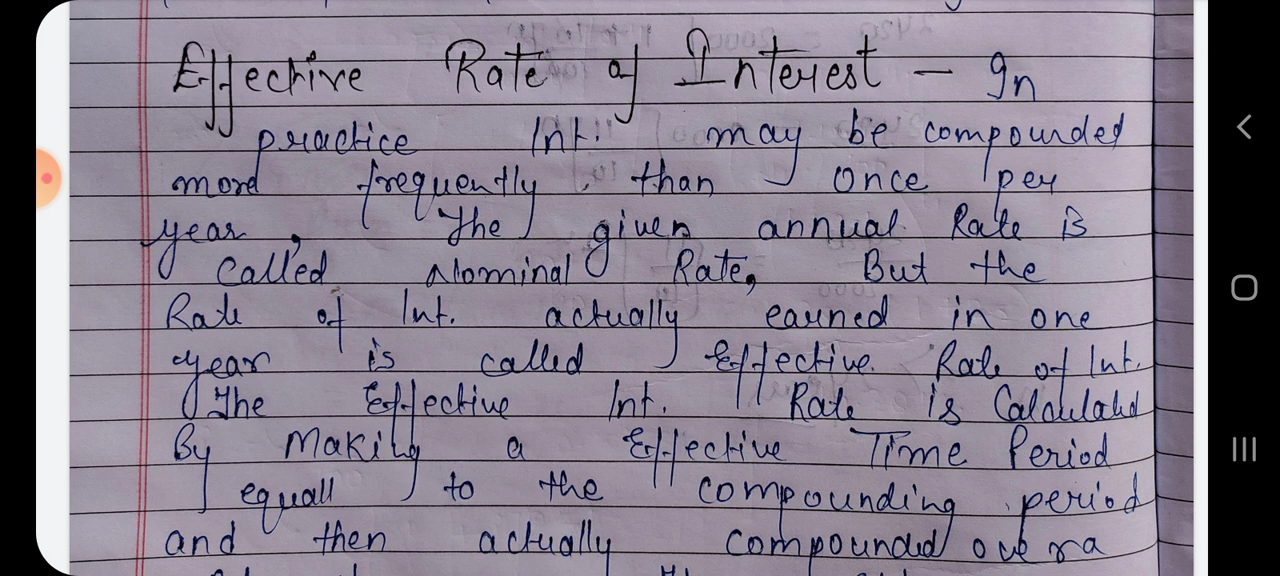 Effective Rate of Interest - In
practice Int. may be compounded
more frequently than once per
year, The given annual Rate is
called Nominal Rate, But the
Rate of Int. actually earned in one
year is called Effective Rate of Int.
The Effective Int. Rate is Calculated
By Making a Effective Time Period
equall to the compounding period
and then actually compounded over a